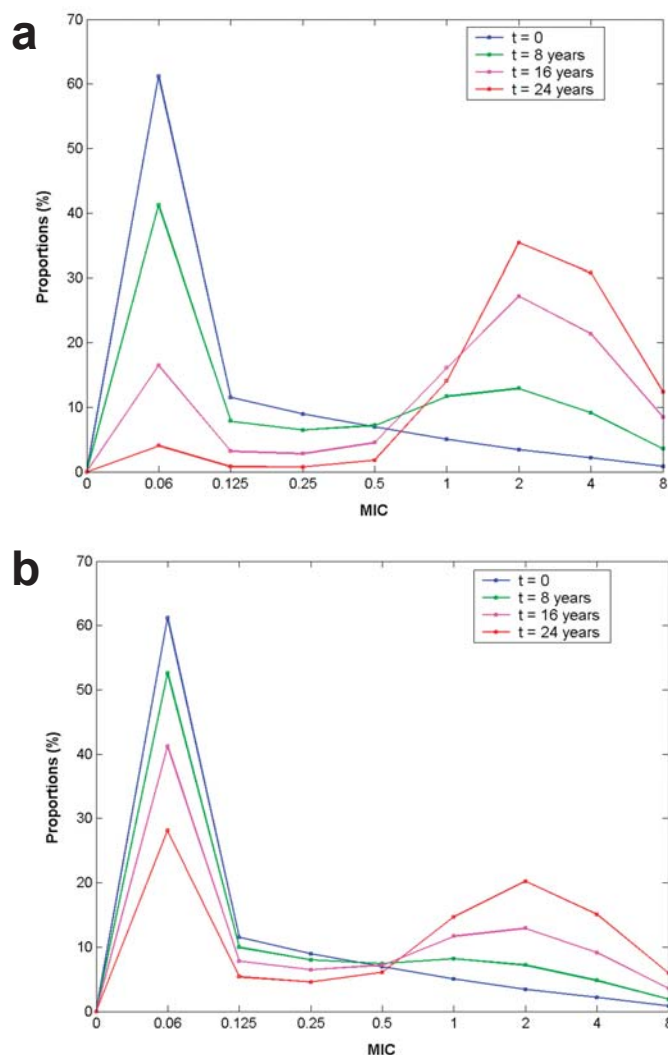 a
70
60
50
40
30
20
10
0
Proportions (%)
t = 0
t = 8 years
t = 16 years
t = 24 years
0 0.06 0.125 0.25 0.5 1 2 4 8
MIC
b
70
60
50
40
30
20
10
0
Proportions (%)
t = 0
t = 8 years
t = 16 years
t = 24 years
0 0.06 0.125 0.25 0.5 1 2 4 8
MIC